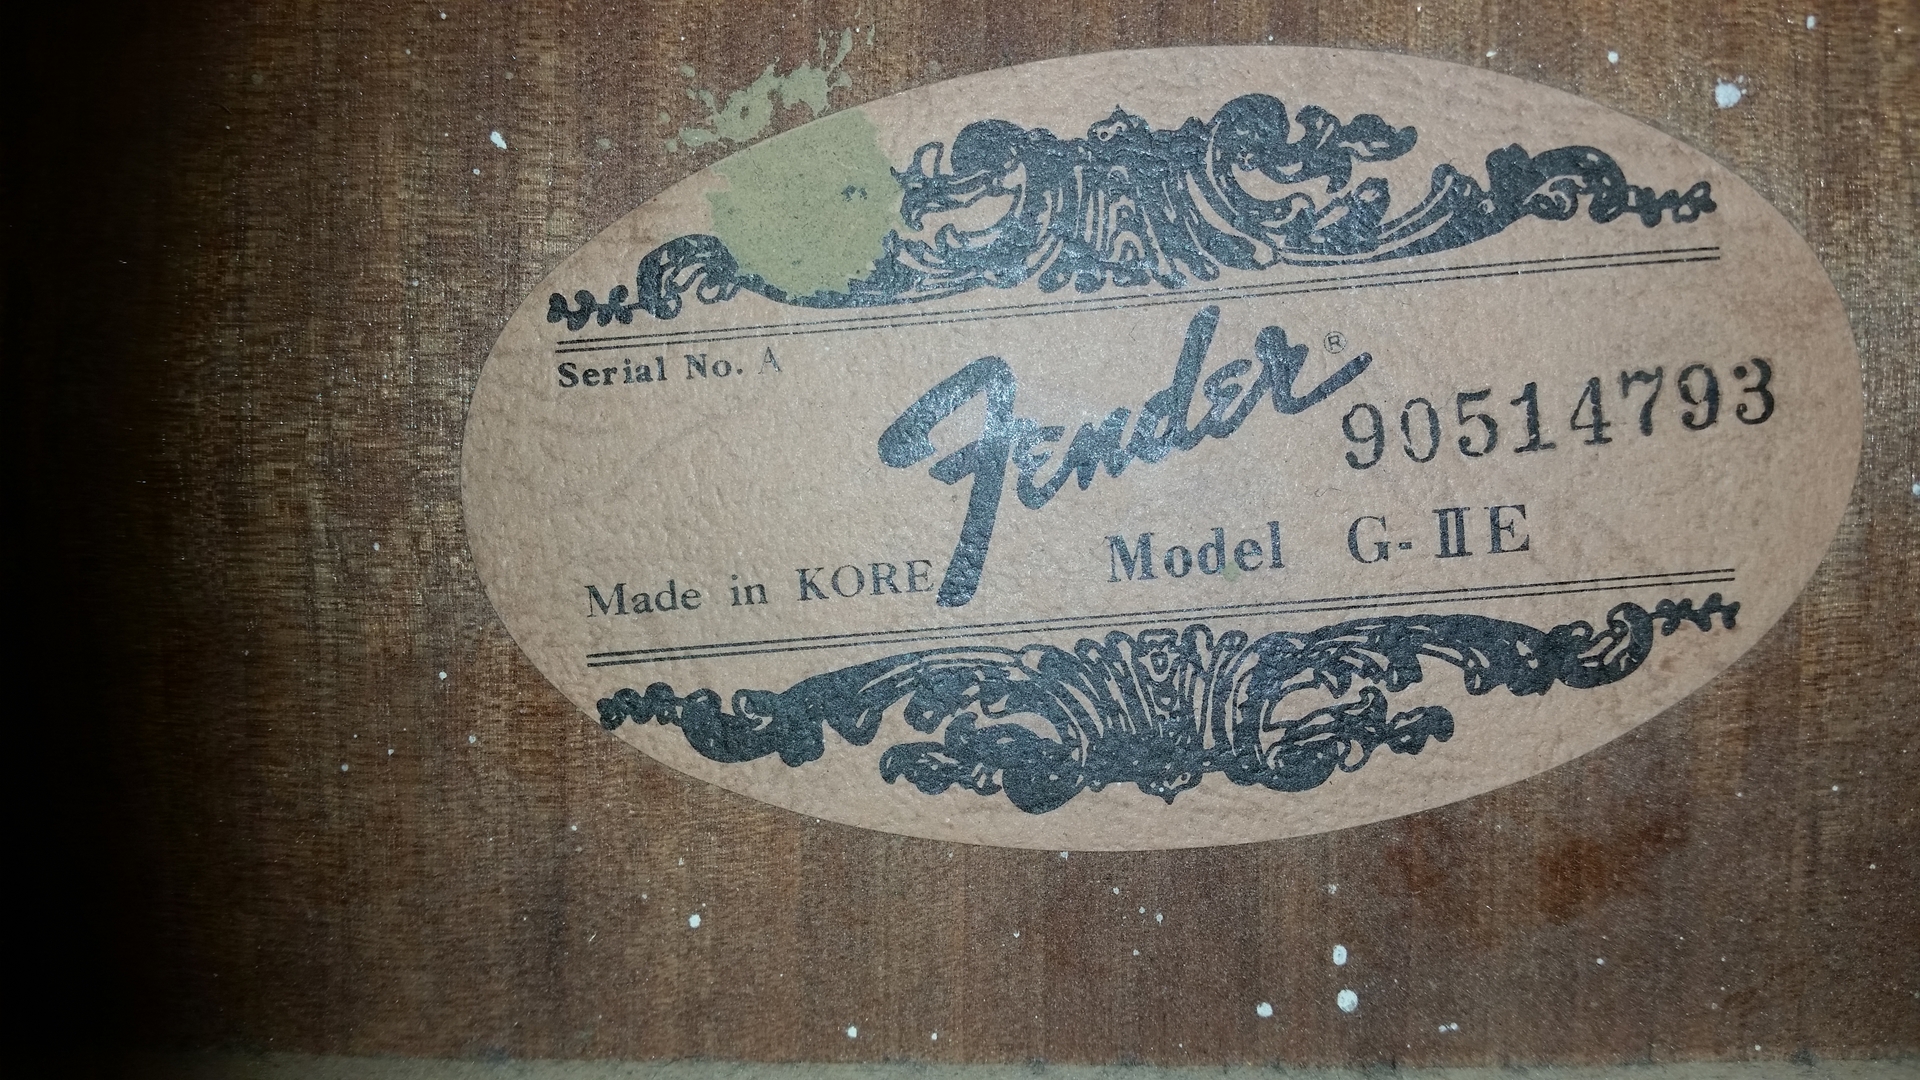 Serial No. A
Fender®
90514793
Made in KORE
Model G-IIE